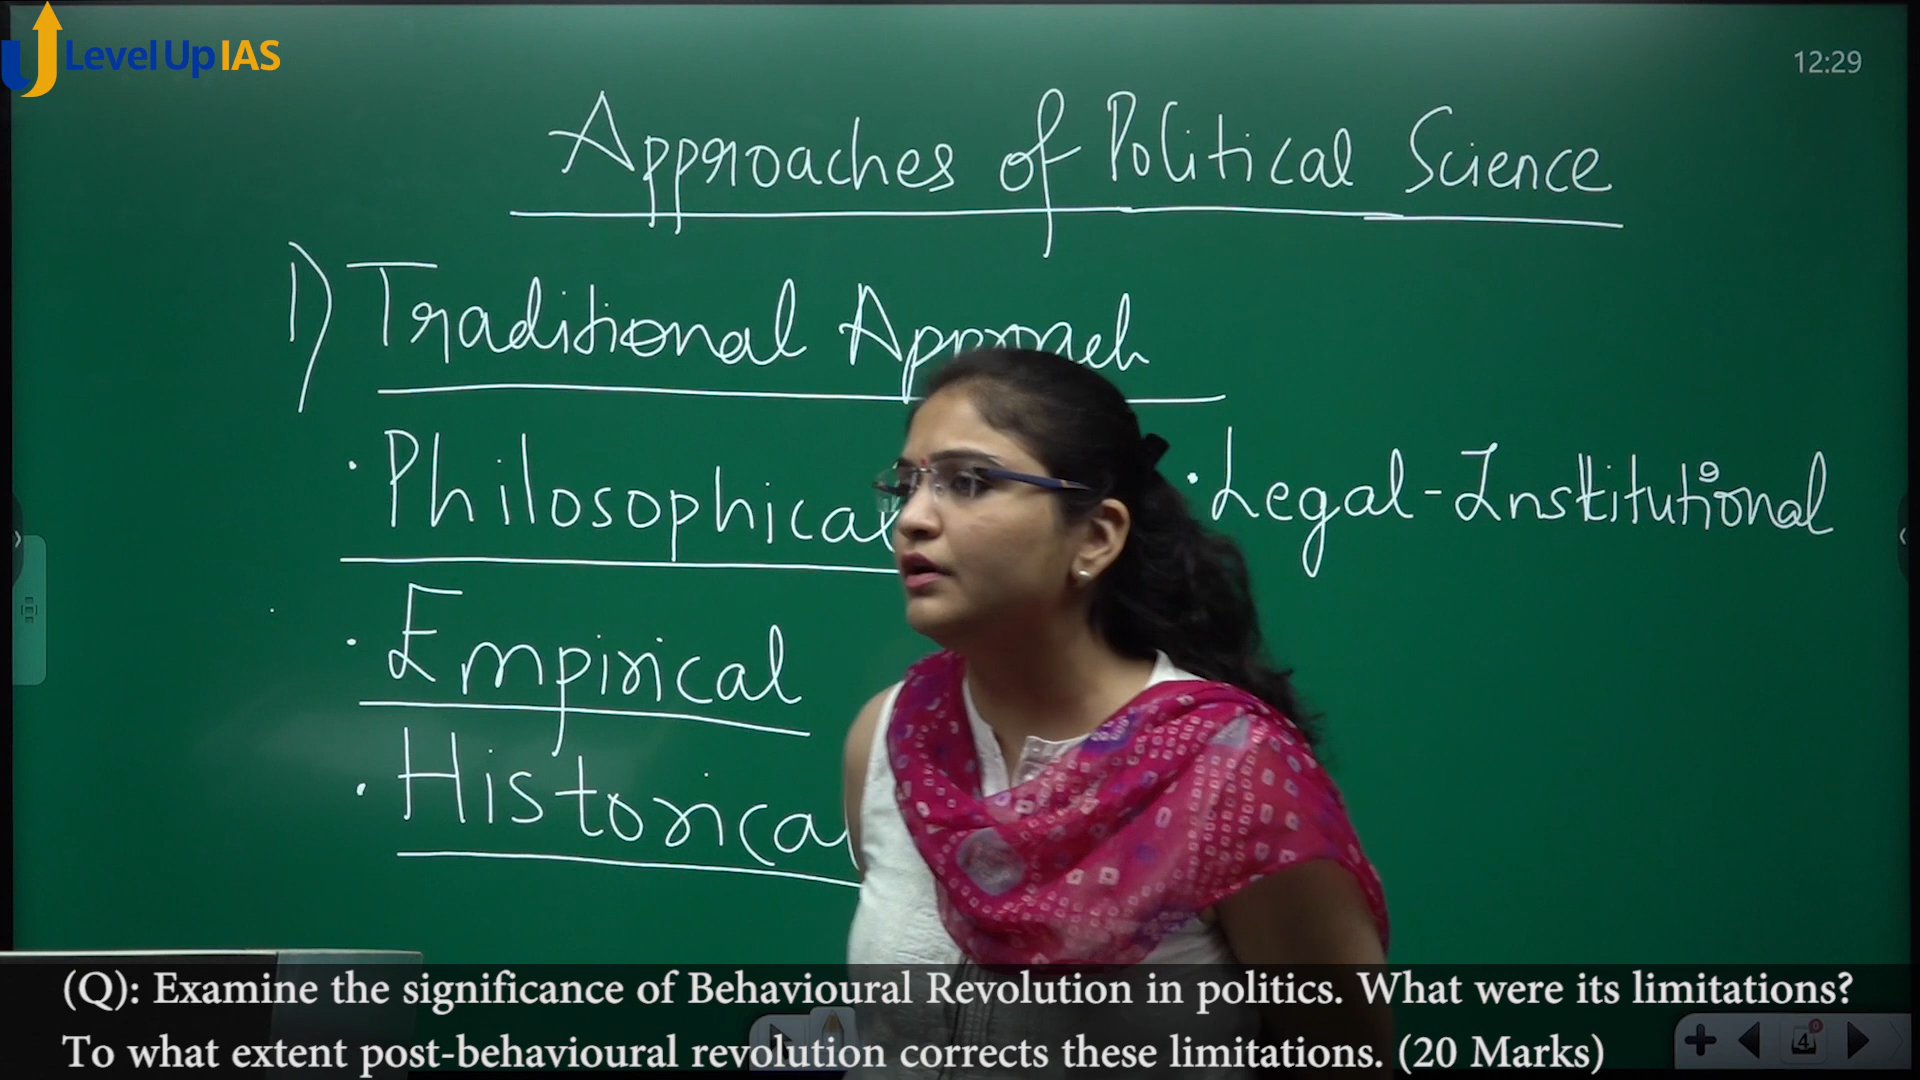 Level Up IAS
12:29
Approaches of Political Science
1) Traditional Approach
· Philosophical
· Legal-Institutional
· Empirical
· Historical
4
(Q): Examine the significance of Behavioural Revolution in politics. What were its limitations?
To what extent post-behavioural revolution corrects these limitations. (20 Marks)